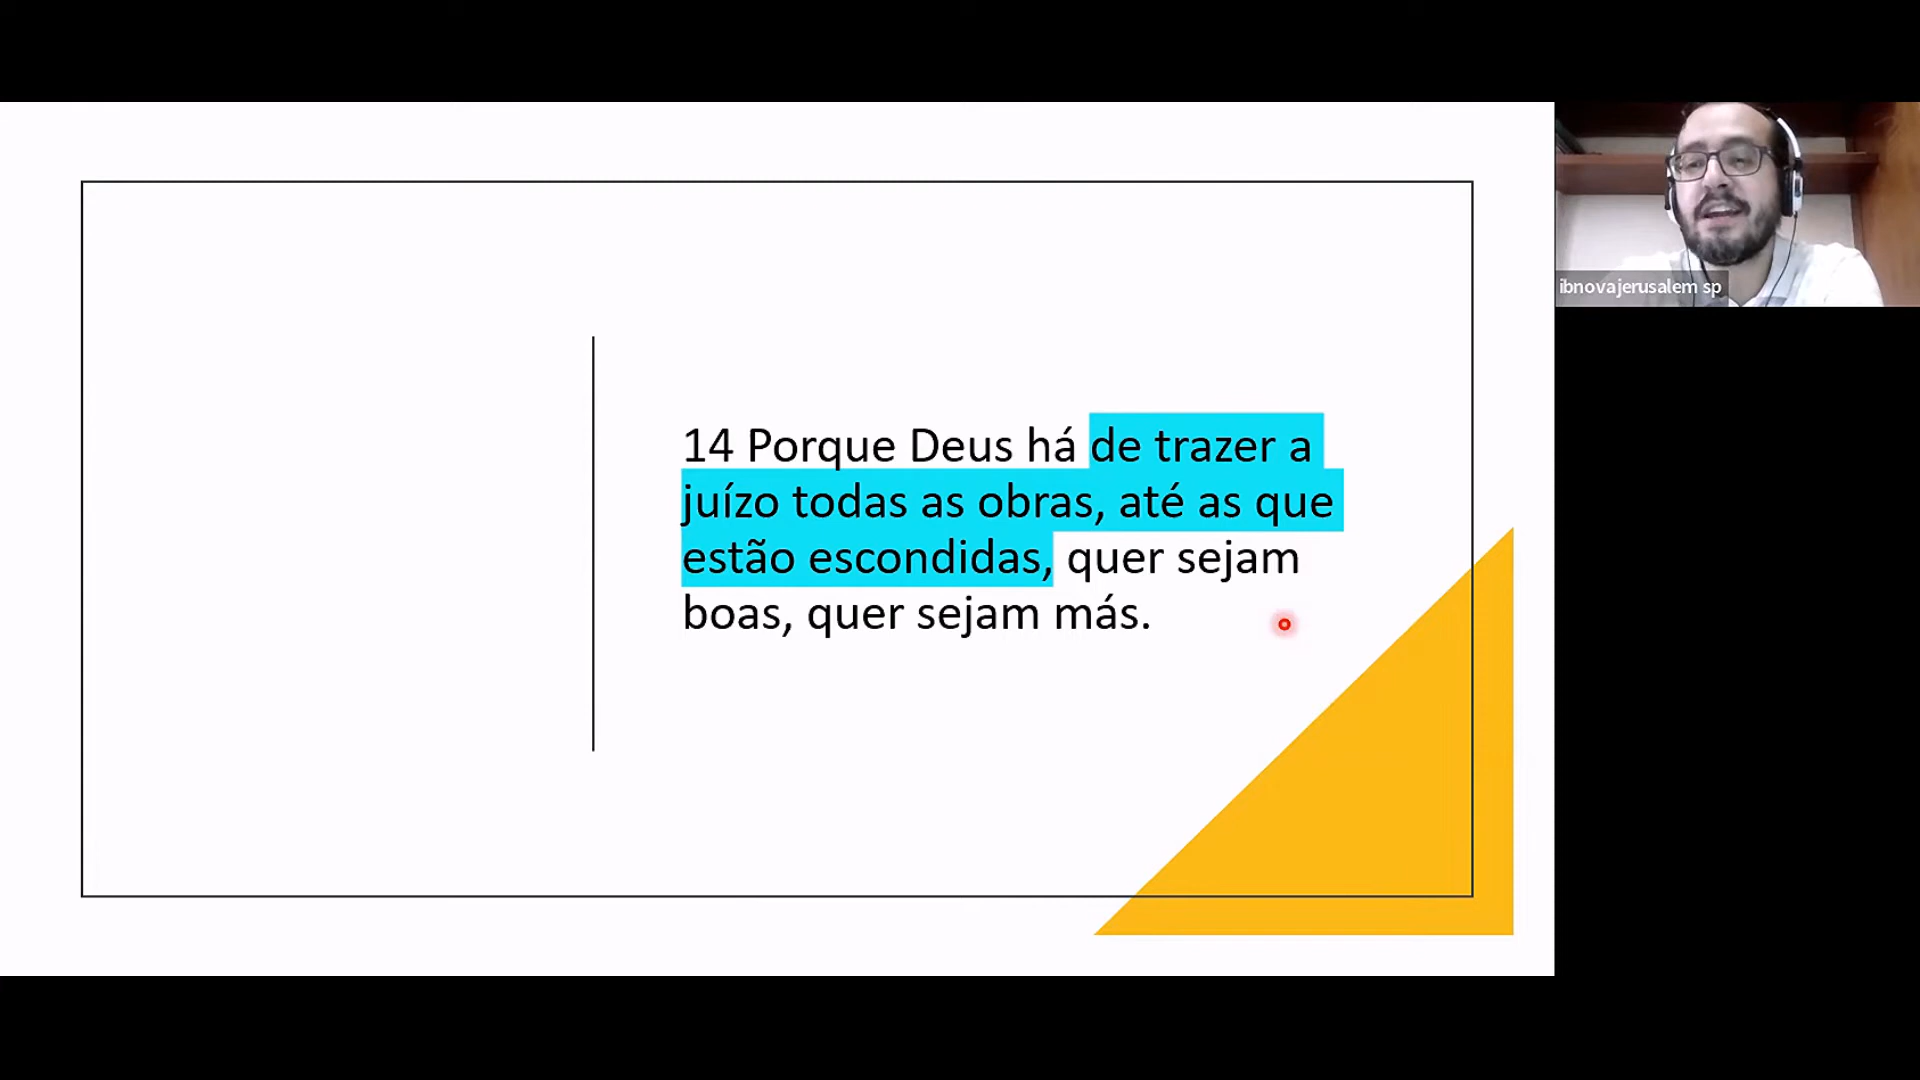 14 Porque Deus há de trazer a
juízo todas as obras, até as que
estão escondidas, quer sejam
boas, quer sejam más.
ibnovajerusalem sp